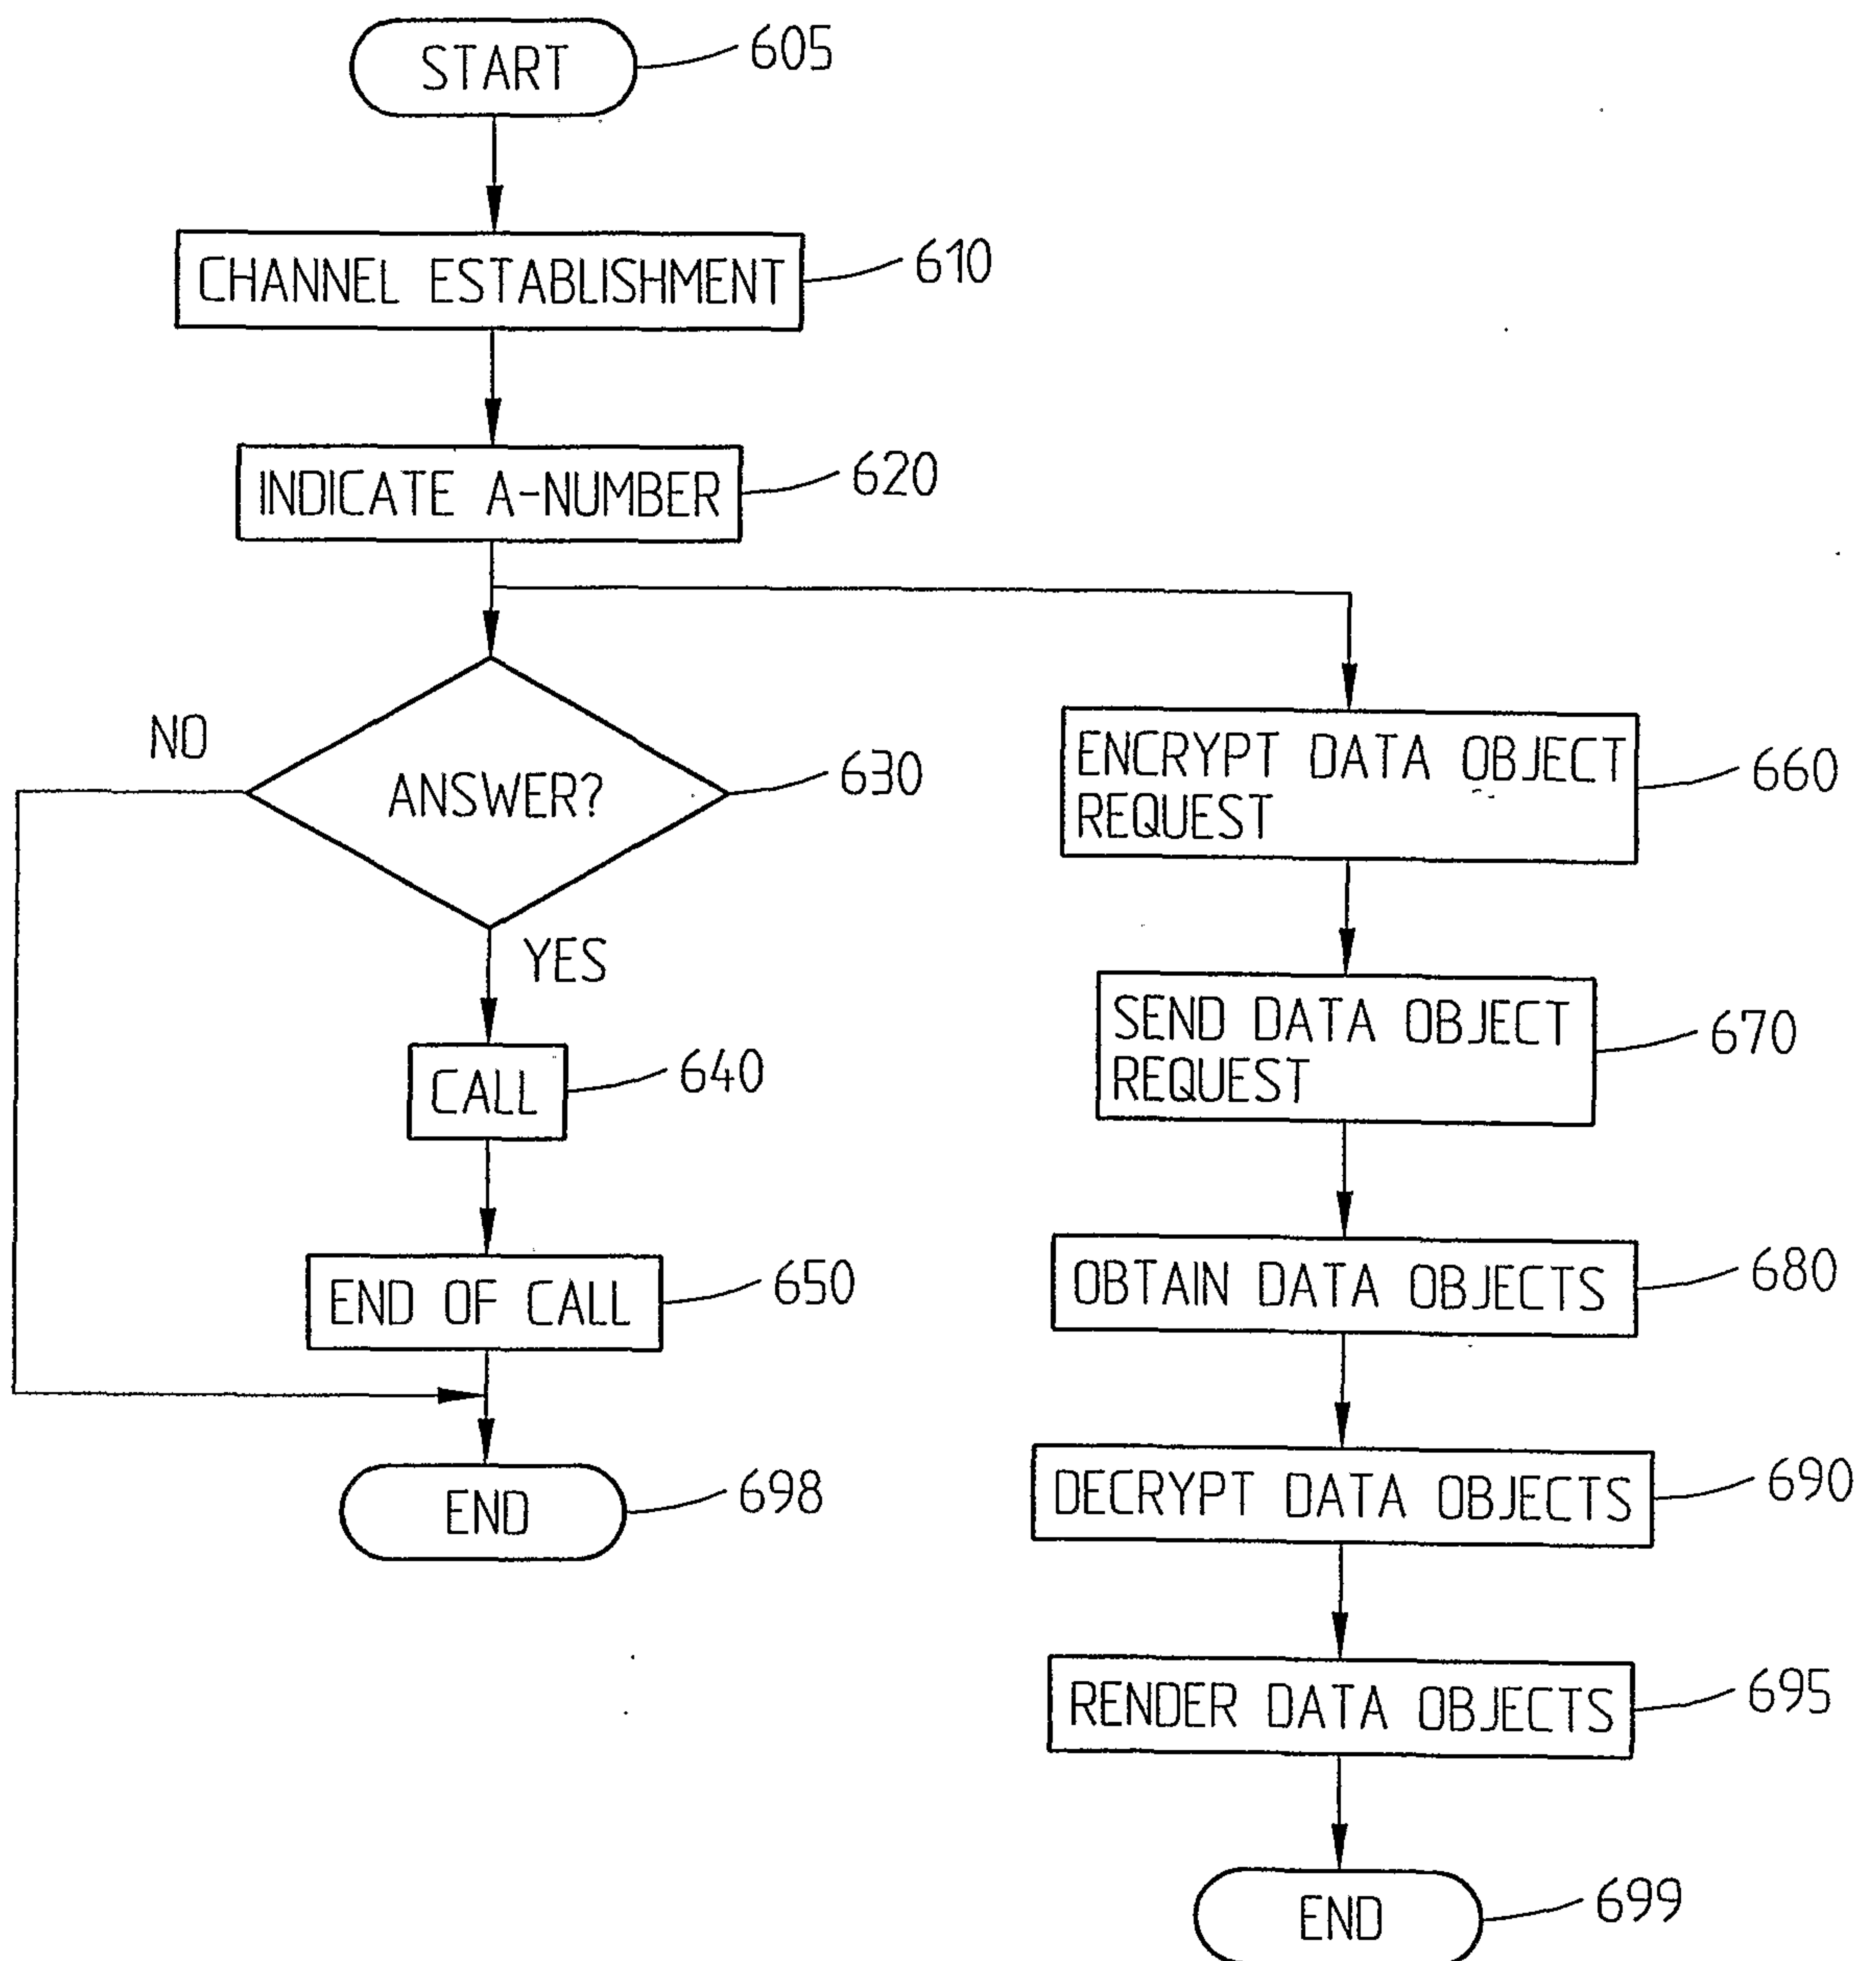 START
605
CHANNEL ESTABLISHMENT
610
INDICATE A-NUMBER
620
NO
ANSWER?
630
YES
CALL
640
END OF CALL
650
END
698
ENCRYPT DATA OBJECT
REQUEST
660
SEND DATA OBJECT
REQUEST
670
OBTAIN DATA OBJECTS
680
DECRYPT DATA OBJECTS
690
RENDER DATA OBJECTS
695
END
699